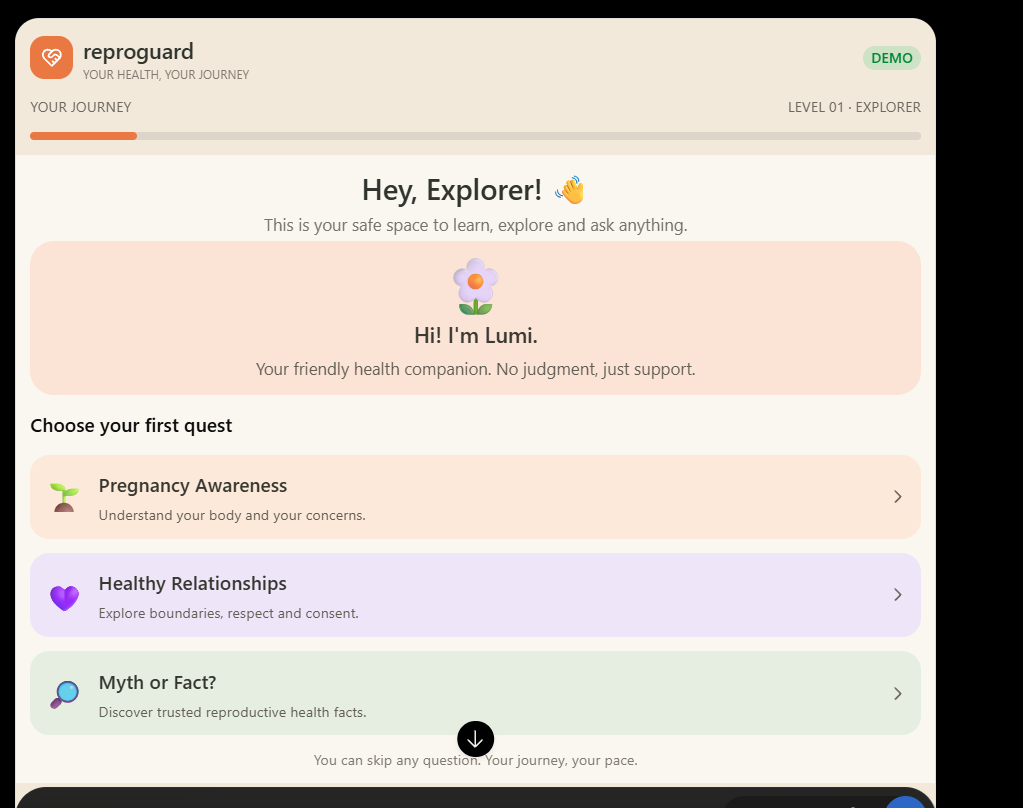 reproguard
YOUR HEALTH, YOUR JOURNEY
DEMO
YOUR JOURNEY
LEVEL 01 · EXPLORER
Hey, Explorer! 👋
This is your safe space to learn, explore and ask anything.
Hi! I'm Lumi.
Your friendly health companion. No judgment, just support.
Choose your first quest
Pregnancy Awareness
Understand your body and your concerns.
Healthy Relationships
Explore boundaries, respect and consent.
Myth or Fact?
Discover trusted reproductive health facts.
You can skip any question. Your journey, your pace.